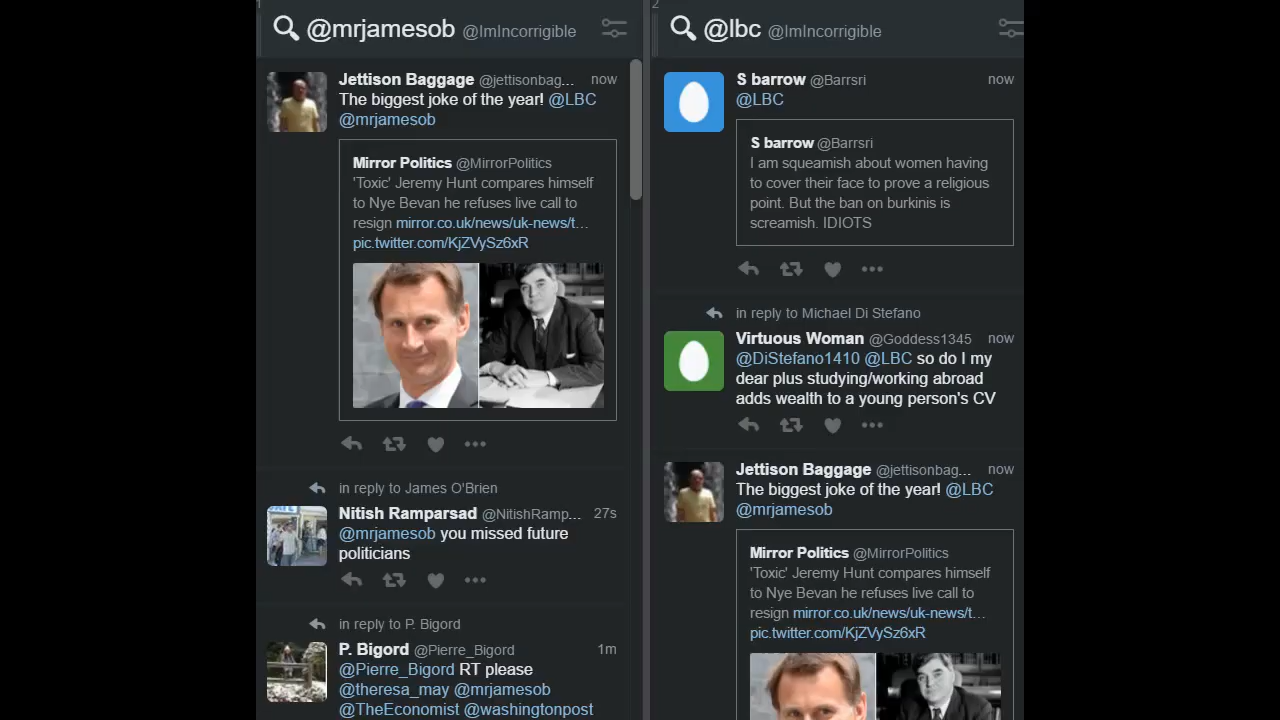 1
@mrjamesob @ImIncorrigible
Jettison Baggage @jettisonbag... now
The biggest joke of the year! @LBC
@mrjamesob
Mirror Politics @MirrorPolitics
'Toxic' Jeremy Hunt compares himself
to Nye Bevan he refuses live call to
resign mirror.co.uk/news/uk-news/t...
pic.twitter.com/KjZVySz6xR
in reply to James O'Brien
Nitish Ramparsad @NitishRamp... 27s
@mrjamesob you missed future
politicians
in reply to P. Bigord
P. Bigord @Pierre_Bigord 1m
@Pierre_Bigord RT please
@theresa_may @mrjamesob
@TheEconomist @washingtonpost
2
@lbc @ImIncorrigible
S barrow @Barrsri now
@LBC
S barrow @Barrsri
I am squeamish about women having
to cover their face to prove a religious
point. But the ban on burkinis is
screamish. IDIOTS
in reply to Michael Di Stefano
Virtuous Woman @Goddess1345 now
@DiStefano1410 @LBC so do I my
dear plus studying/working abroad
adds wealth to a young person's CV
Jettison Baggage @jettisonbag... now
The biggest joke of the year! @LBC
@mrjamesob
Mirror Politics @MirrorPolitics
'Toxic' Jeremy Hunt compares himself
to Nye Bevan he refuses live call to
resign mirror.co.uk/news/uk-news/t...
pic.twitter.com/KjZVySz6xR